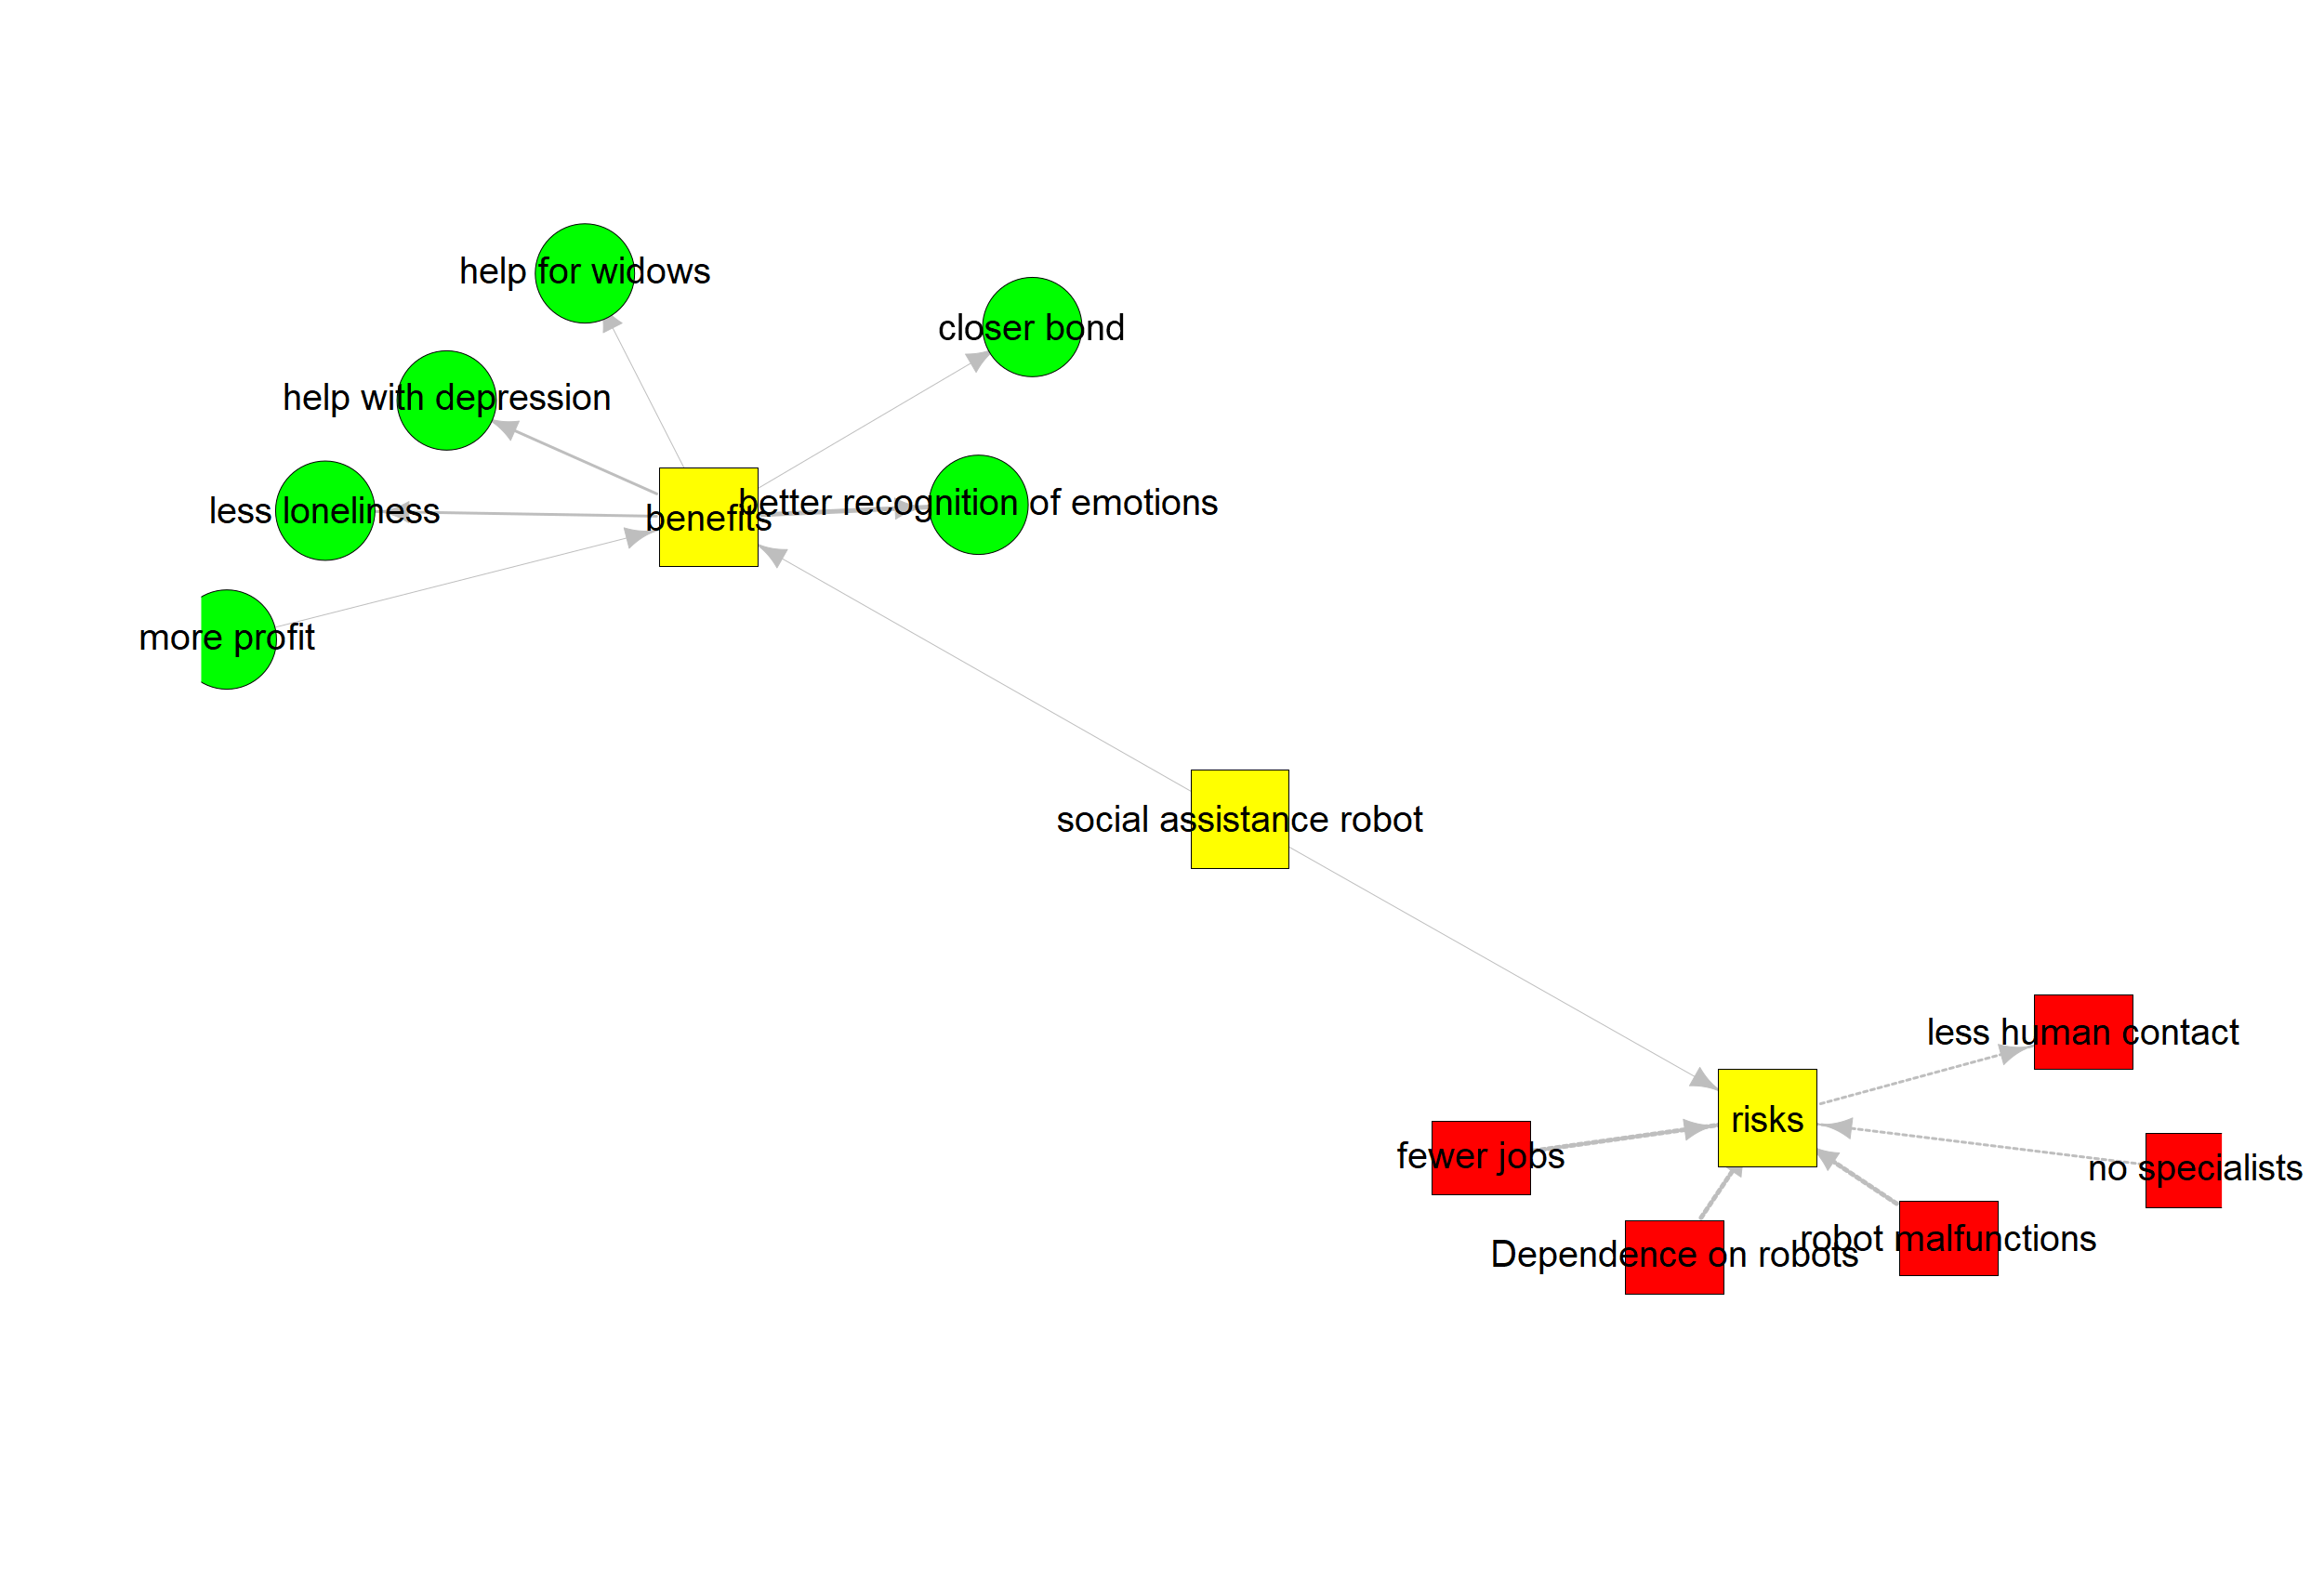 help for widows
closer bond
help with depression
better recognition of emotions
less loneliness
benefits
more profit
social assistance robot
less human contact
risks
fewer jobs
no specialists
robot malfunctions
Dependence on robots